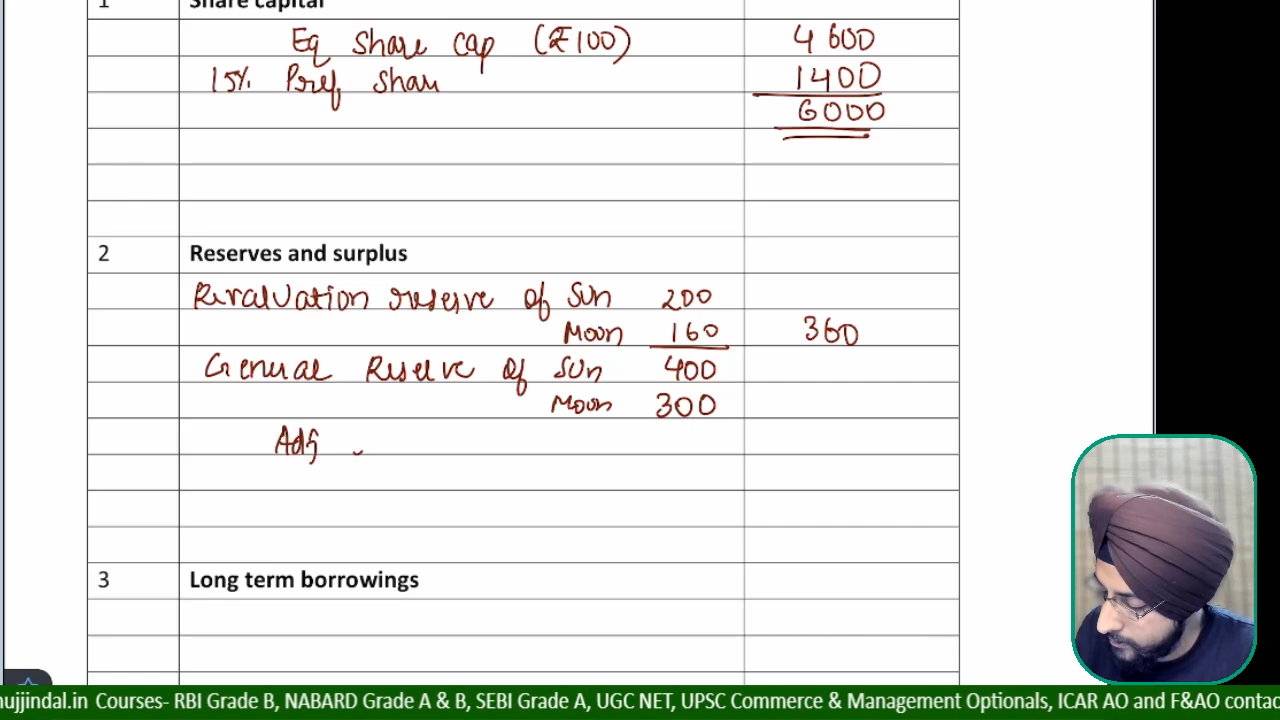 1 Share capital
Eq Share Cap (₹100) 4600
15% Pref Share 1400
6000
2 Reserves and surplus
Revaluation reserve of Sun 200
Moon 160 360
General Reserve of Sun 400
Moon 300
Adj
3 Long term borrowings
nujjindal.in Courses- RBI Grade B, NABARD Grade A & B, SEBI Grade A, UGC NET, UPSC Commerce & Management Optionals, ICAR AO and F&AO contac